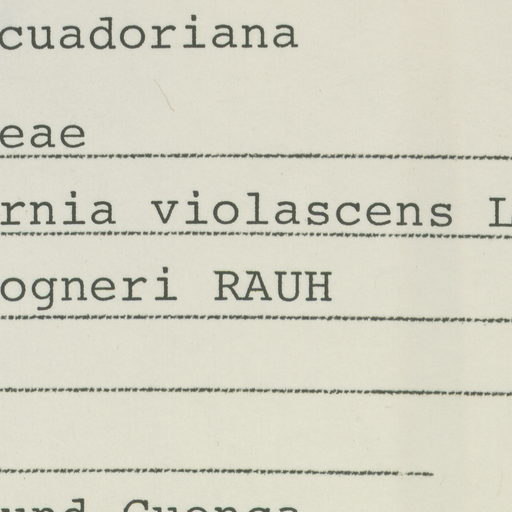 cuadoriana
eae
rnia violascens L
ogneri RAUH
und Cuenca